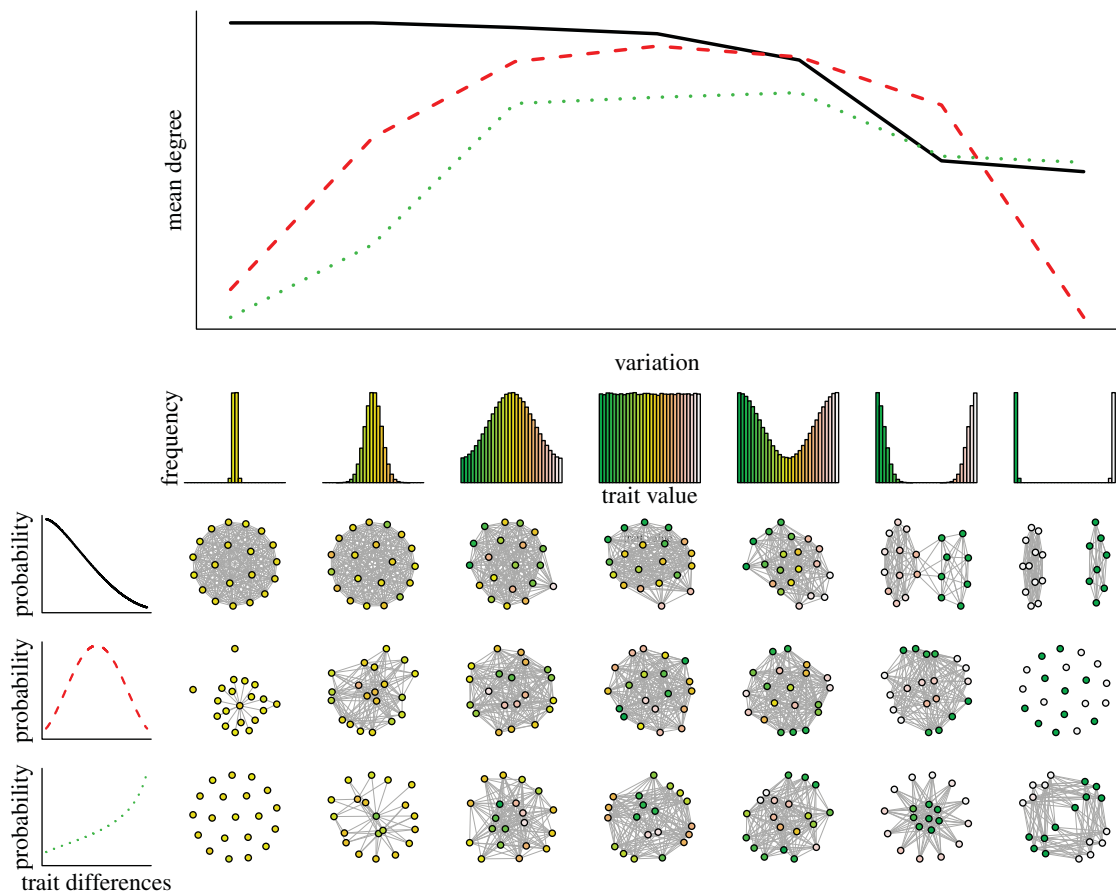 mean degree
variation
frequency
trait value
probability
probability
probability
trait differences